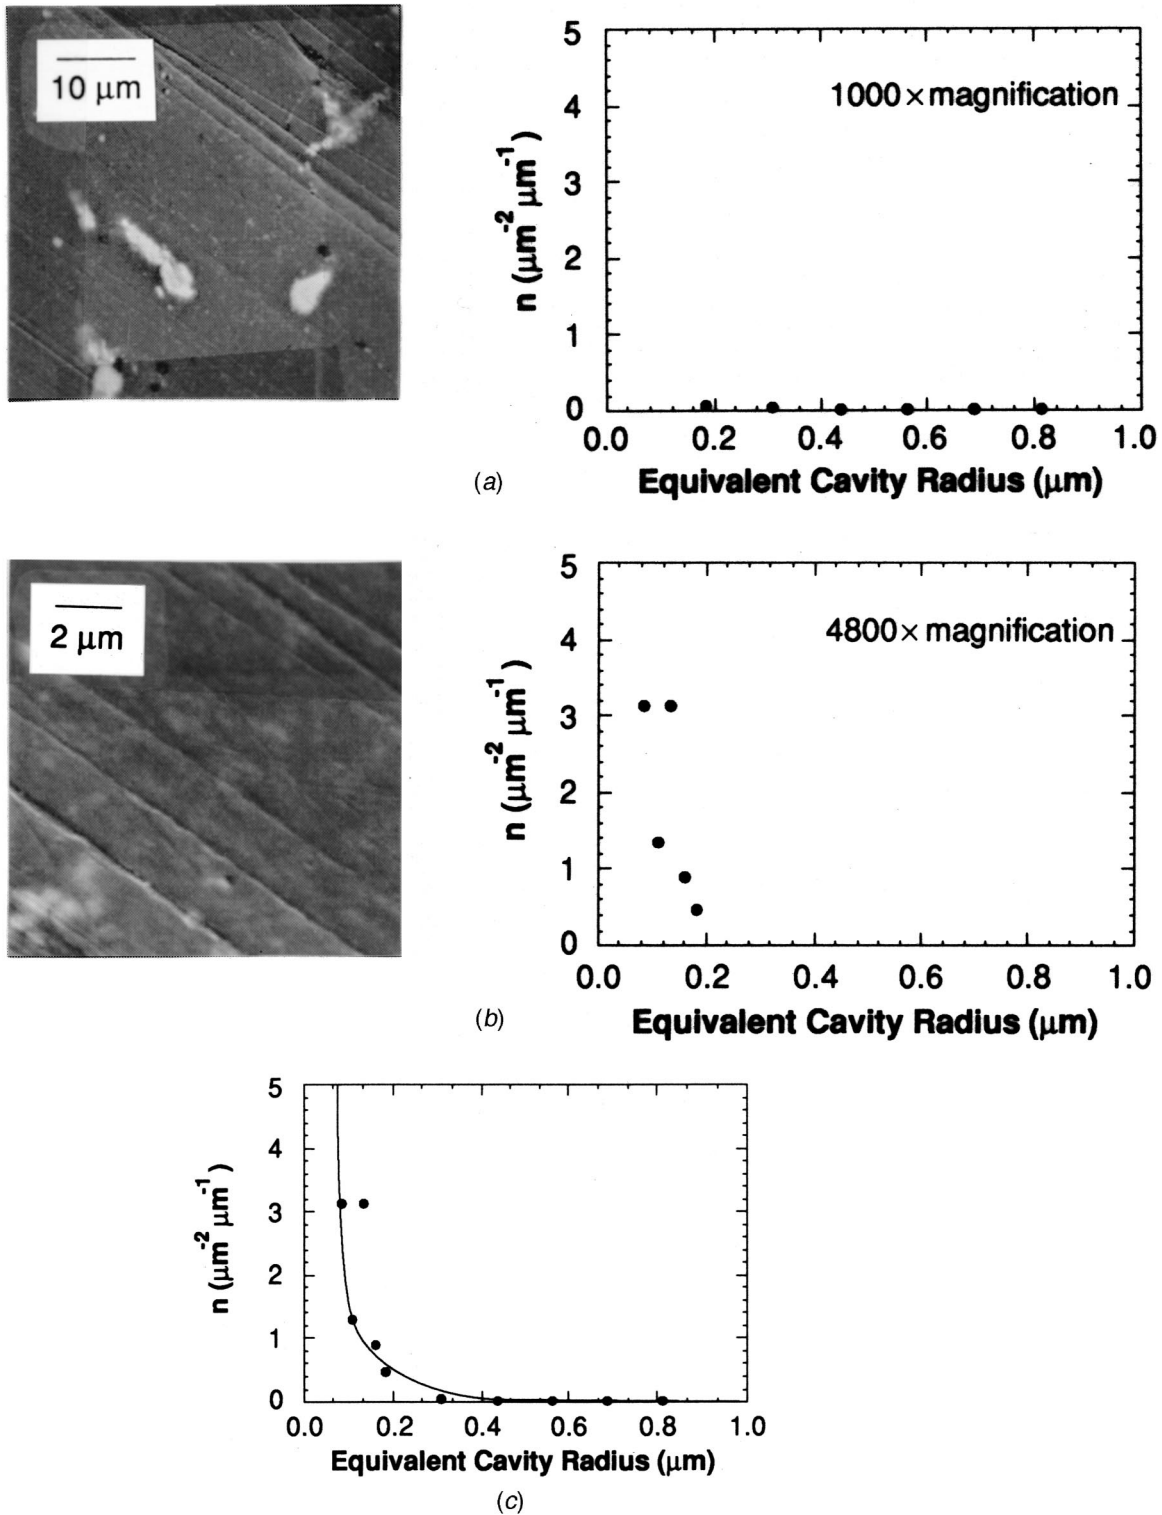 10 μm
5
4
3
2
1
0
n (μm⁻² μm⁻¹)
1000×magnification
0.0 0.2 0.4 0.6 0.8 1.0
Equivalent Cavity Radius (μm)
(a)
2 μm
5
4
3
2
1
0
n (μm⁻² μm⁻¹)
4800×magnification
0.0 0.2 0.4 0.6 0.8 1.0
Equivalent Cavity Radius (μm)
(b)
5
4
3
2
1
0
n (μm⁻² μm⁻¹)
0.0 0.2 0.4 0.6 0.8 1.0
Equivalent Cavity Radius (μm)
(c)